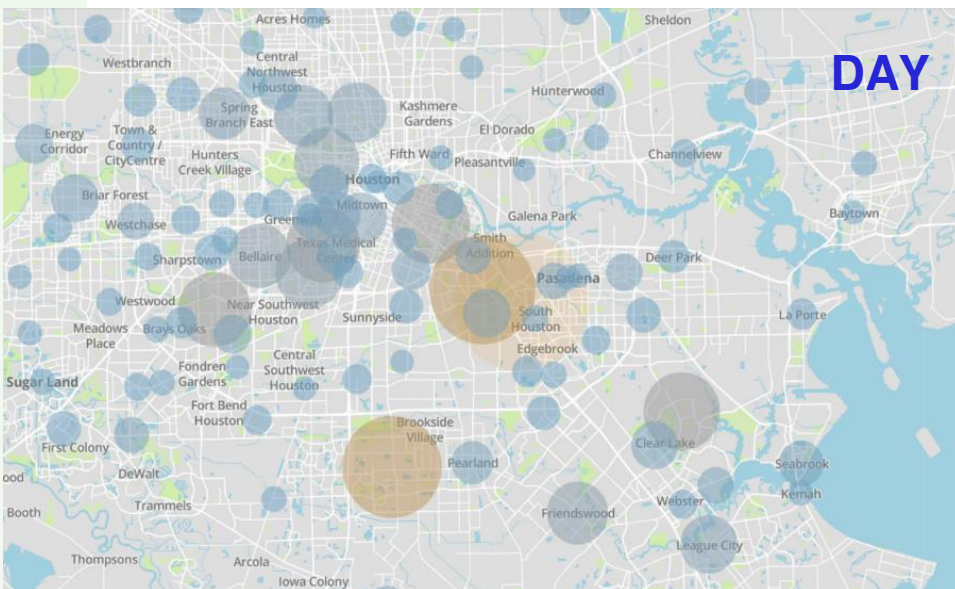 Acres Homes
Sheldon
Westbranch
Central
Northwest
Houston
DAY
Hunterwood
Spring
Branch East
Kashmere
Gardens
El Dorado
Energy
Corridor
Town &
Country /
CityCentre
Hunters
Creek Village
Fifth Ward
Pleasantville
Channelview
Houston
Briar Forest
Midtown
Westchase
Galena Park
Baytown
Smith
Addition
Texas Medical
Center
Sharpstown
Bellaire
Deer Park
Pasadena
Westwood
Near Southwest
Houston
Sunnyside
South
Houston
La Porte
Meadows
Place
Brays Oaks
Edgebrook
Fondren
Gardens
Central
Southwest
Houston
Sugar Land
Fort Bend
Houston
Brookside
Village
First Colony
Clear Lake
DeWalt
Pearland
Seabrook
ood
Trammels
Webster
Kemah
Booth
Friendswood
League City
Thompsons
Arcola
Iowa Colony